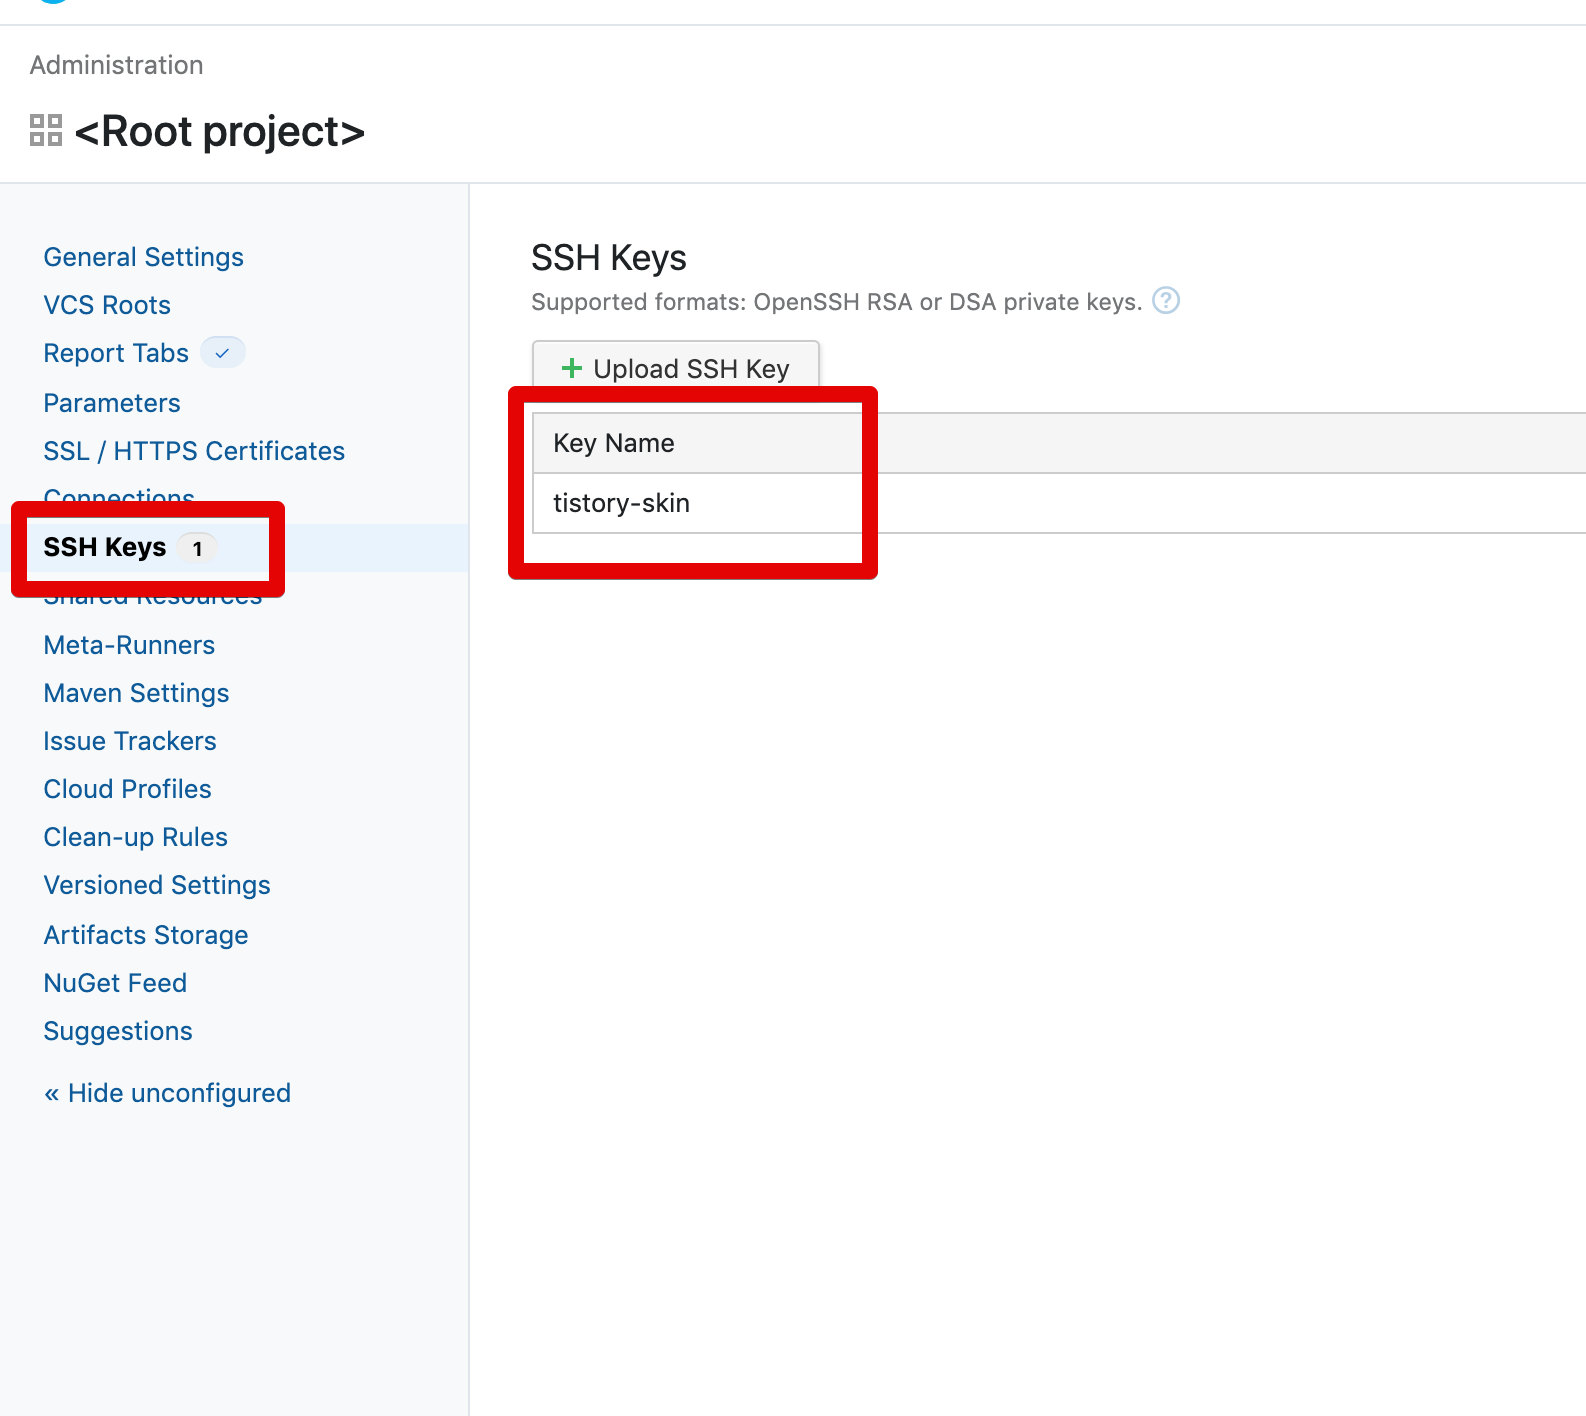 Administration
<Root project>
General Settings
VCS Roots
Report Tabs
Parameters
SSL / HTTPS Certificates
Connections
SSH Keys 1
Shared Resources
Meta-Runners
Maven Settings
Issue Trackers
Cloud Profiles
Clean-up Rules
Versioned Settings
Artifacts Storage
NuGet Feed
Suggestions
« Hide unconfigured
SSH Keys
Supported formats: OpenSSH RSA or DSA private keys. ?
+ Upload SSH Key
Key Name
tistory-skin